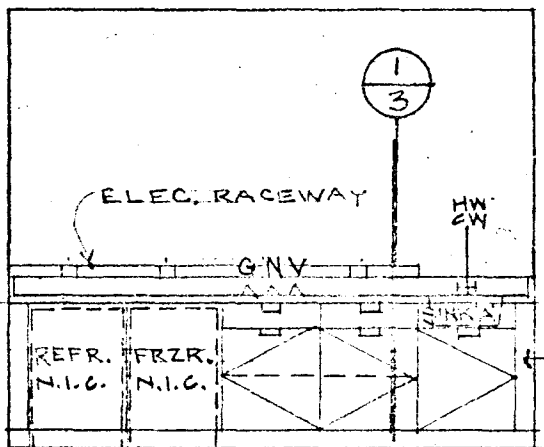 1
3
ELEC. RACEWAY
HW
CW
G N V
SINK A
REFR.
N.I.C.
FRZR.
N.I.C.